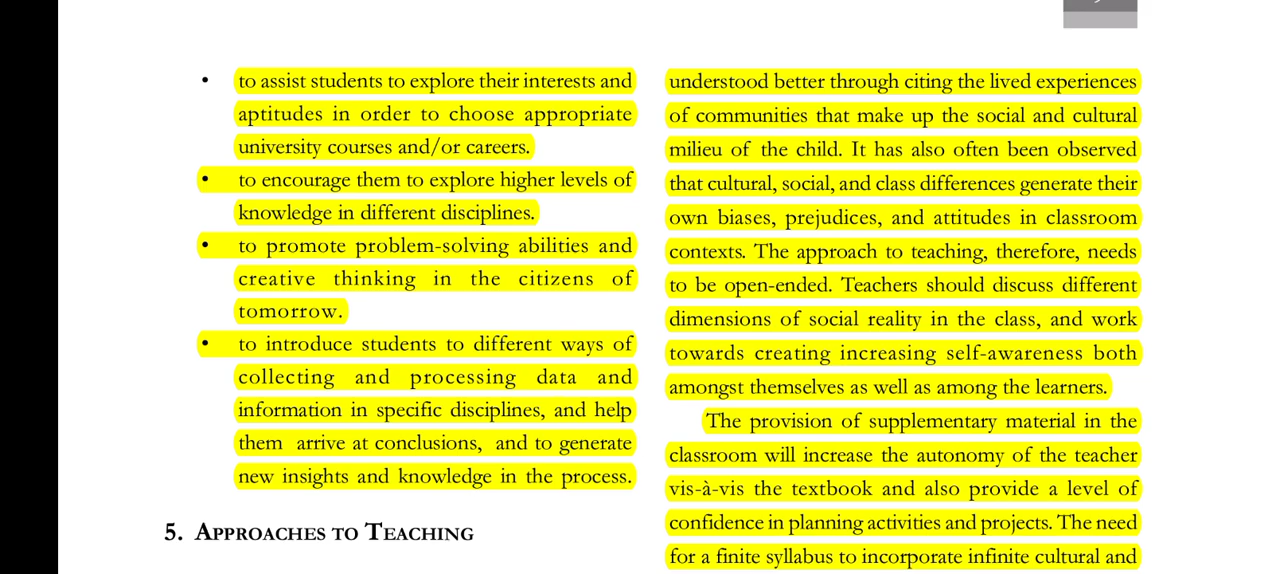 • to assist students to explore their interests and
aptitudes in order to choose appropriate
university courses and/or careers.
• to encourage them to explore higher levels of
knowledge in different disciplines.
• to promote problem-solving abilities and
creative thinking in the citizens of
tomorrow.
• to introduce students to different ways of
collecting and processing data and
information in specific disciplines, and help
them arrive at conclusions, and to generate
new insights and knowledge in the process.
5. APPROACHES TO TEACHING
understood better through citing the lived experiences
of communities that make up the social and cultural
milieu of the child. It has also often been observed
that cultural, social, and class differences generate their
own biases, prejudices, and attitudes in classroom
contexts. The approach to teaching, therefore, needs
to be open-ended. Teachers should discuss different
dimensions of social reality in the class, and work
towards creating increasing self-awareness both
amongst themselves as well as among the learners.
The provision of supplementary material in the
classroom will increase the autonomy of the teacher
vis-à-vis the textbook and also provide a level of
confidence in planning activities and projects. The need
for a finite syllabus to incorporate infinite cultural and